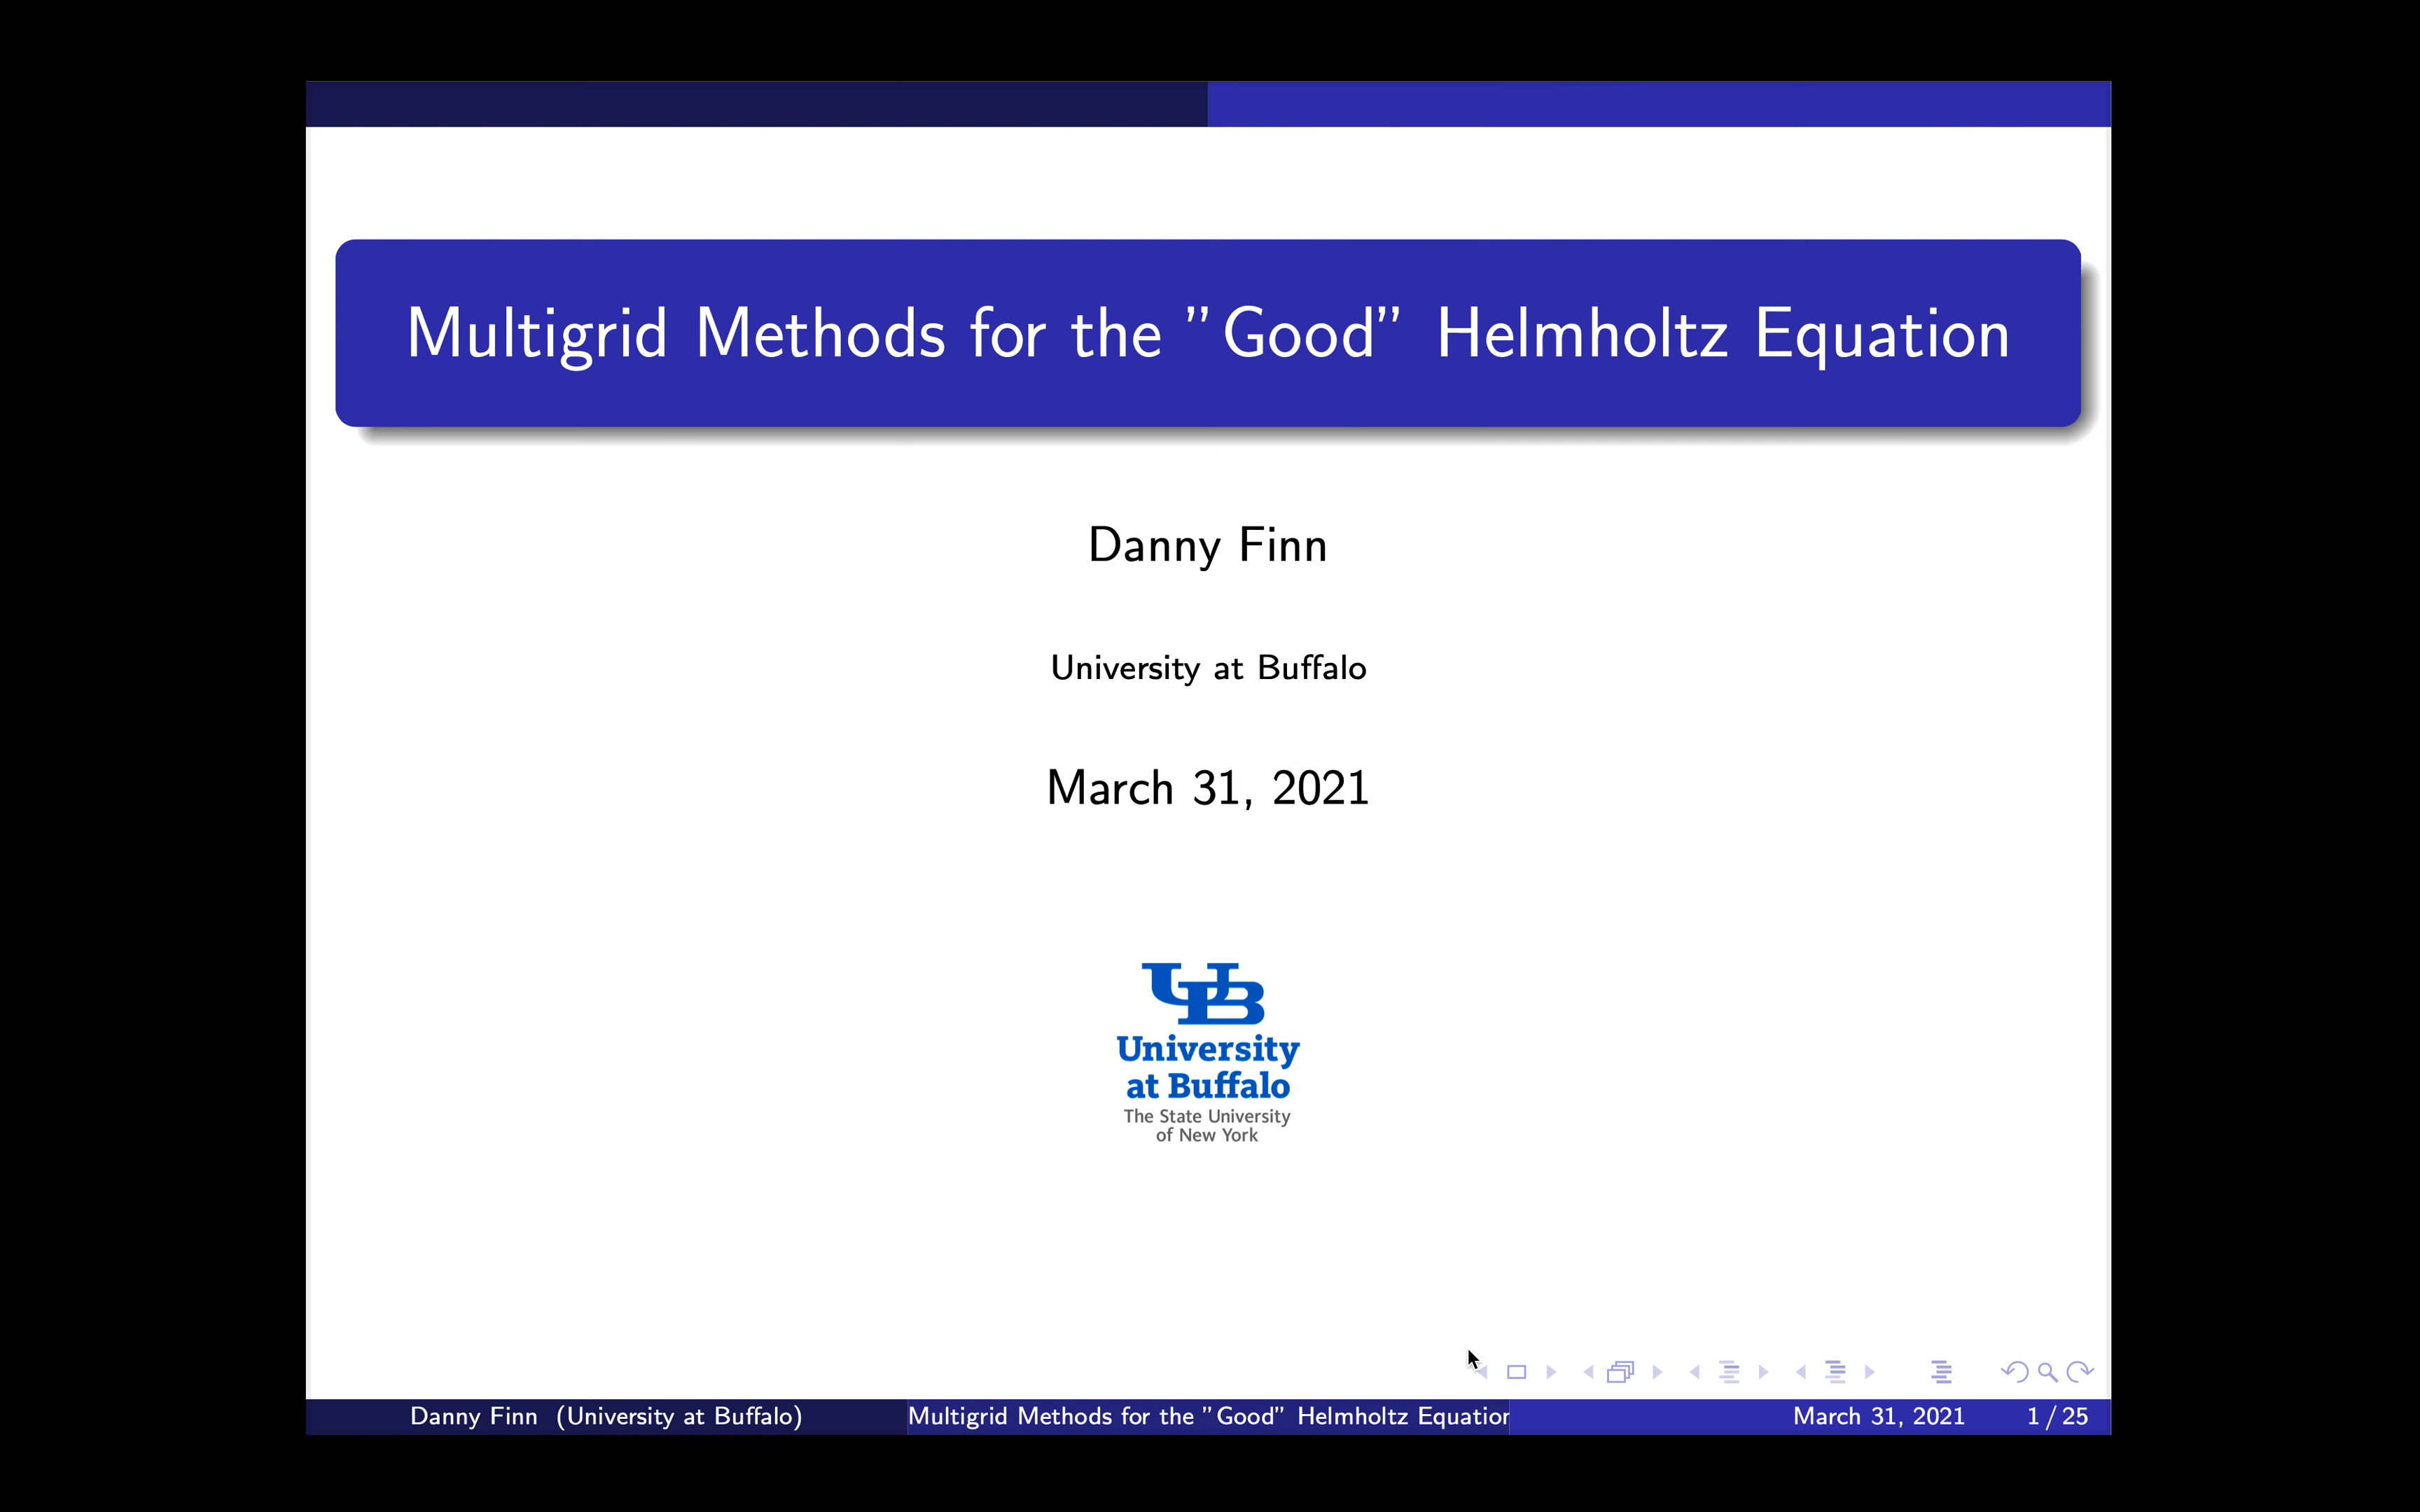 Multigrid Methods for the ”Good” Helmholtz Equation
Danny Finn
University at Buffalo
March 31, 2021
UB
University
at Buffalo
The State University
of New York
Danny Finn (University at Buffalo) Multigrid Methods for the ”Good” Helmholtz Equation March 31, 2021 1 / 25